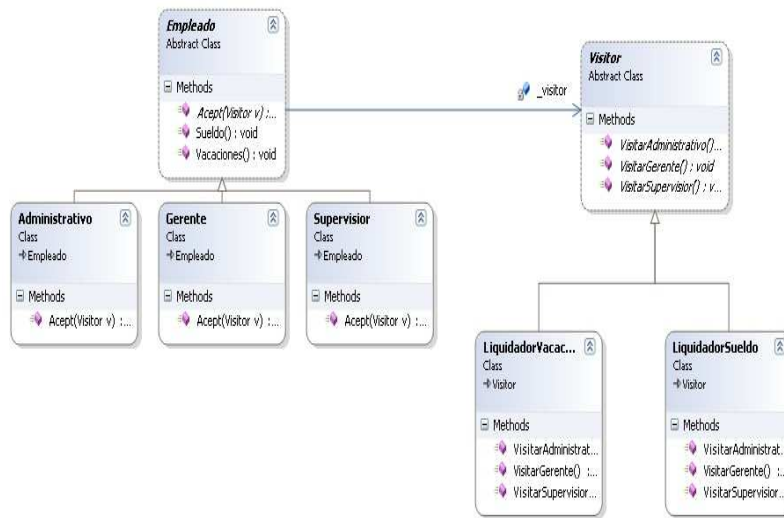 Empleado
Abstract Class
Methods
Acept(Visitor v) :...
Sueldo() : void
Vacaciones() : void
_visitor
Visitor
Abstract Class
Methods
VisitarAdministrativo()...
VisitarGerente() : void
VisitarSupervisior() : v...
Administrativo
Class
Empleado
Methods
Acept(Visitor v) :...
Gerente
Class
Empleado
Methods
Acept(Visitor v) :...
Supervisior
Class
Empleado
Methods
Acept(Visitor v) :...
LiquidadorVacac...
Class
Visitor
Methods
VisitarAdministrat...
VisitarGerente() :...
VisitarSupervisior...
LiquidadorSueldo
Class
Visitor
Methods
VisitarAdministrat...
VisitarGerente() :...
VisitarSupervisior...